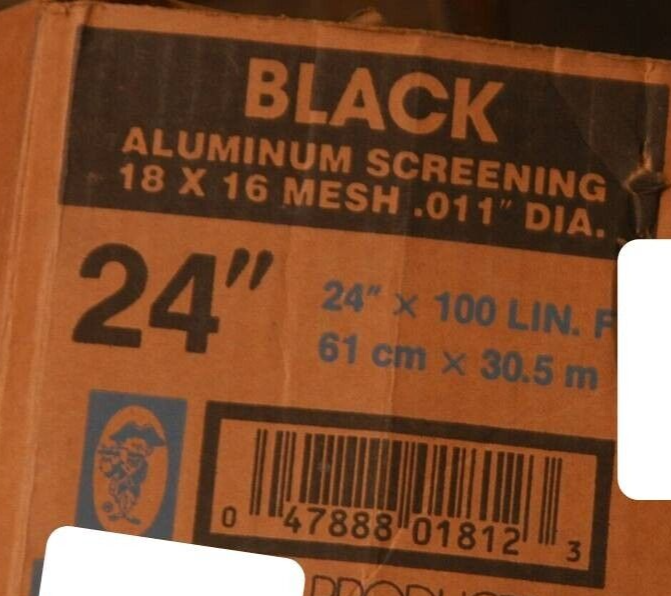 BLACK
ALUMINUM SCREENING
18 X 16 MESH .011" DIA.
24"
24" × 100 LIN. F
61 cm × 30.5 m
0 47888 01812 3